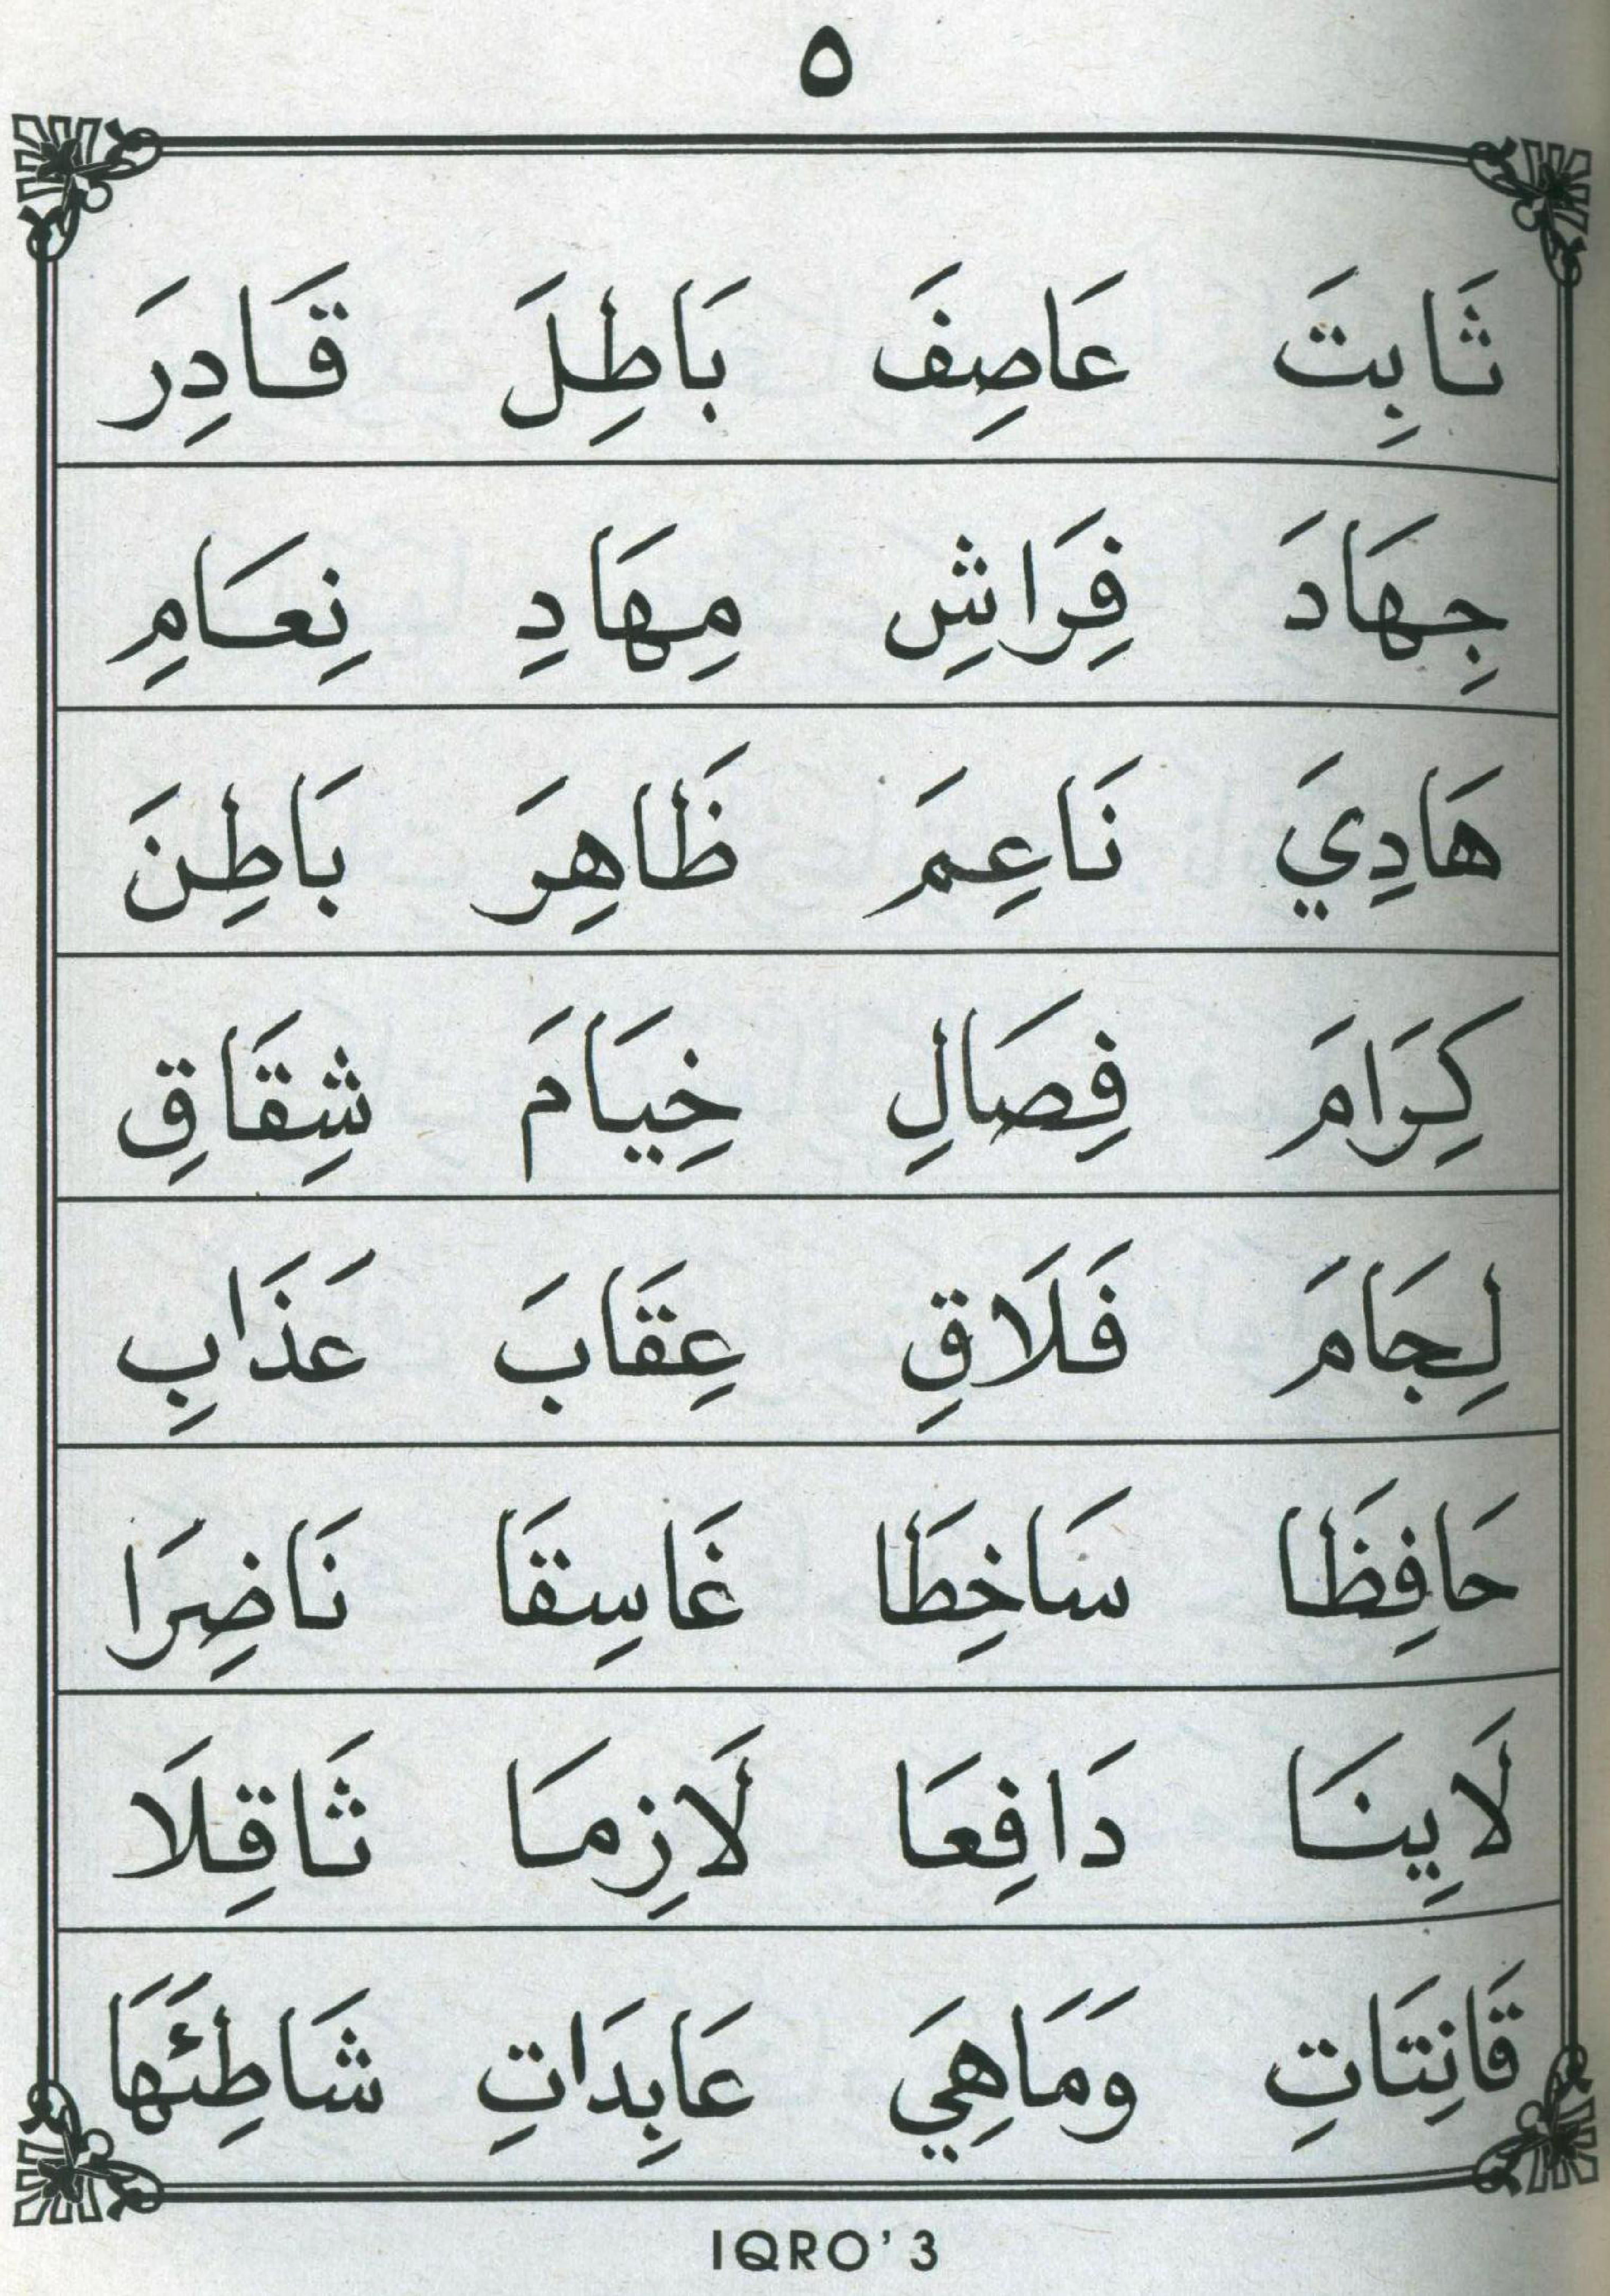 ٥
ثَابِتَ عَاصِفَ بَاطِلَ قَادِرَ
جِهَادَ فِرَاشِ مِهَادِ نِعَامِ
هَادِيَ نَاعِمَ ظَاهِرَ بَاطِنَ
كِرَامَ فِصَالِ خِيَامَ شِقَاقِ
لِجَامَ فَلَاقِ عِقَابَ عَذَابِ
حَافِظَا سَاخِطَا غَاسِقَا نَاضِرَا
لَايِنَا دَافِعَا لَازِمَا ثَاقِلَا
قَانِتَاتِ وَمَاهِيَ عَابِدَاتِ شَاطِئَهَا
IQRO' 3